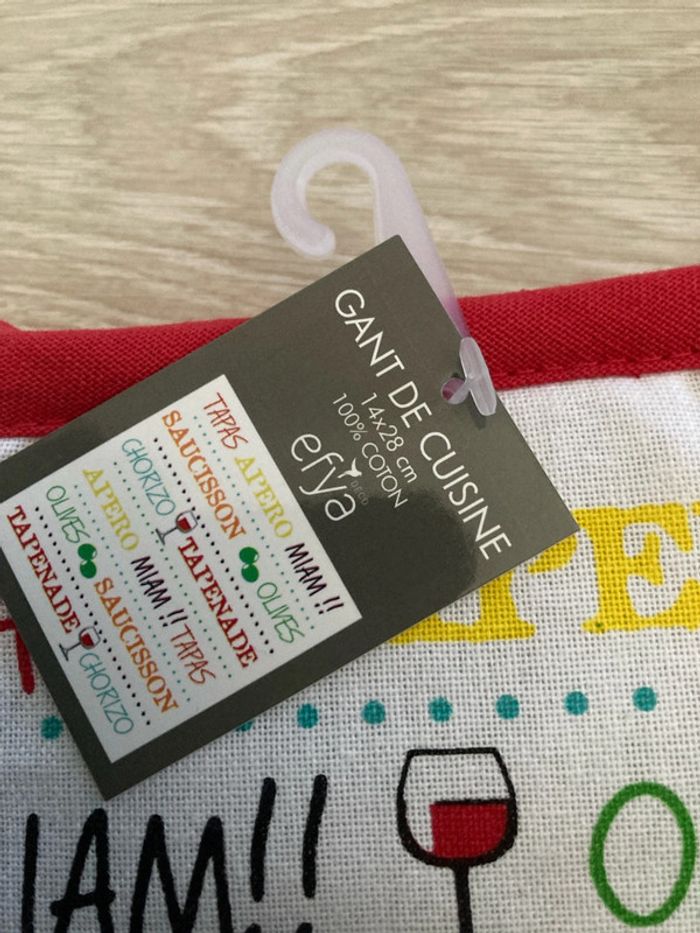 GANT DE CUISINE
14x28 cm
100% COTON
efya
DECO
TAPAS APERO MIAM !!
SAUCISSON OLIVES
CHORIZO TAPENADE
APERO MIAM !! TAPAS
OLIVES SAUCISSON
TAPENADE CHORIZO
PE
IAM!!
O